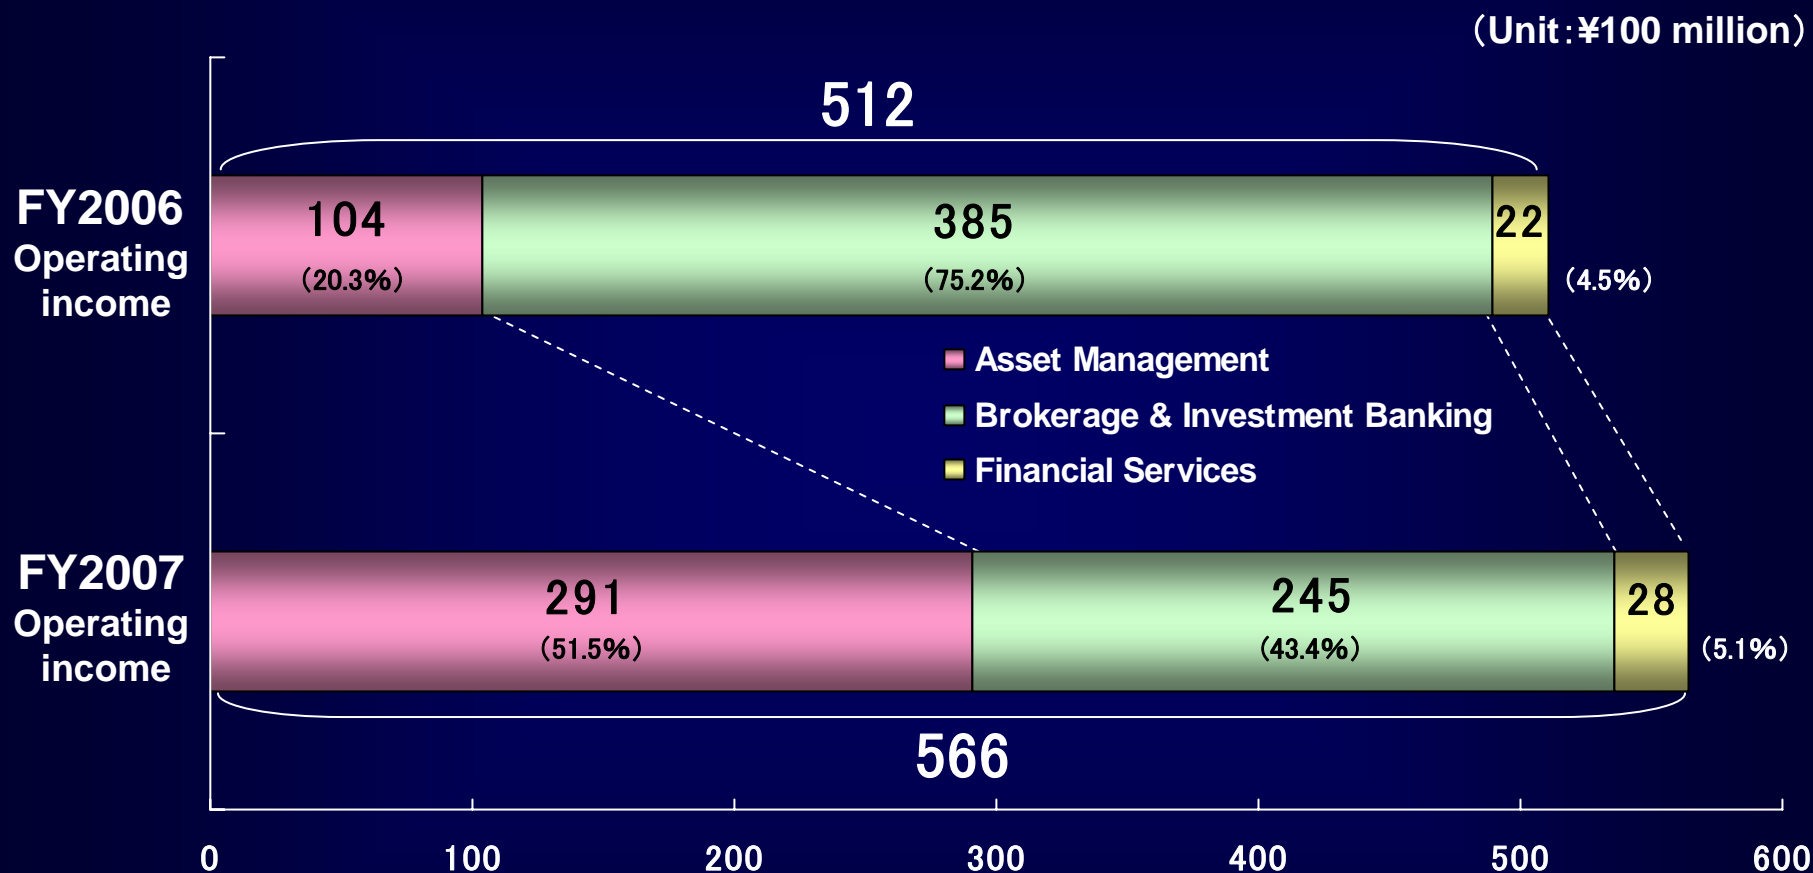 （Unit：¥100 million）
512
FY2006
Operating
income
104
（20.3%）
385
（75.2%）
22
（4.5%）
Asset Management
Brokerage & Investment Banking
Financial Services
FY2007
Operating
income
291
（51.5%）
245
（43.4%）
28
（5.1%）
566
0 100 200 300 400 500 600